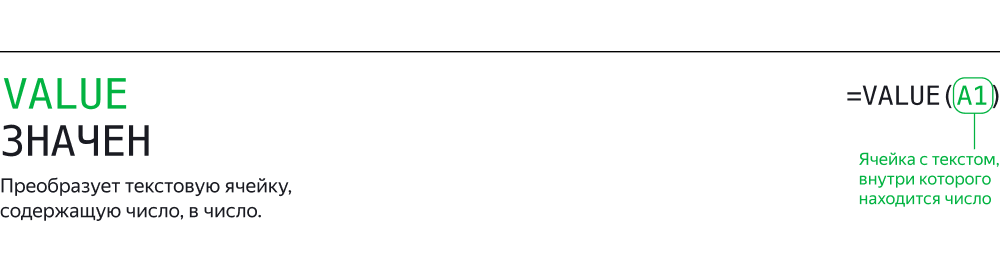 VALUE
ЗНАЧЕН
Преобразует текстовую ячейку,
содержащую число, в число.
=VALUE(A1)
Ячейка с текстом,
внутри которого
находится число